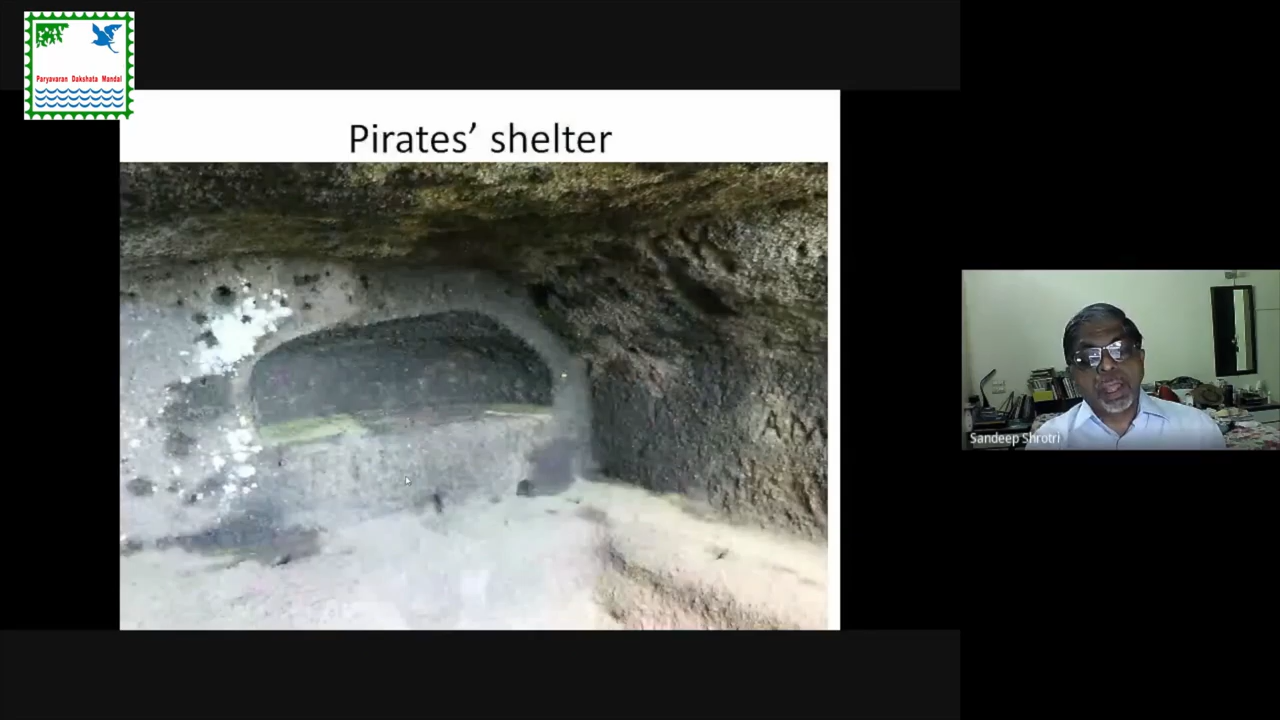 Paryavaran Dakshata Mandal
Pirates' shelter
Sandeep Shrotri